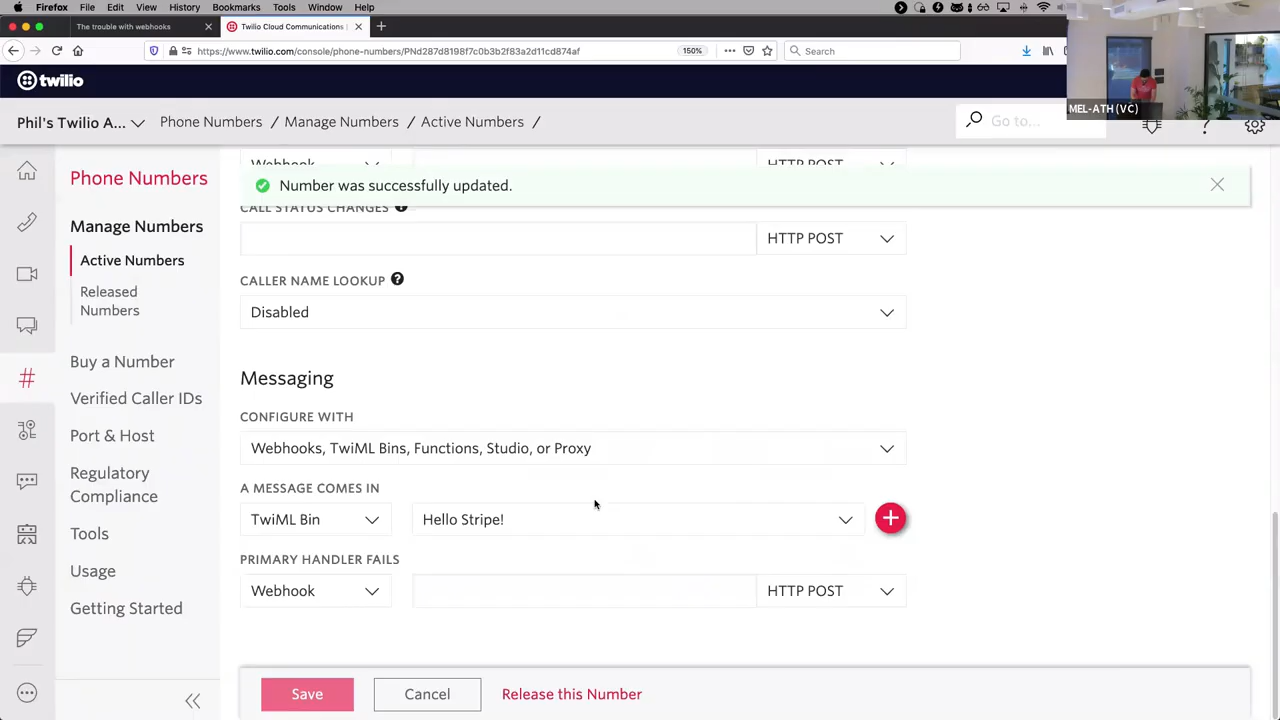 Firefox File Edit View History Bookmarks Tools Window Help
The trouble with webhooks
Twilio Cloud Communications |
https://www.twilio.com/console/phone-numbers/PNd287d8198f7c0b3b2f83a2d11cd874af
150%
Search
twilio
MEL-ATH (VC)
Phil's Twilio A...
Phone Numbers / Manage Numbers / Active Numbers /
Go to...
Phone Numbers
Manage Numbers
Active Numbers
Released
Numbers
Buy a Number
Verified Caller IDs
Port & Host
Regulatory
Compliance
Tools
Usage
Getting Started
Webhook
HTTP POST
Number was successfully updated.
CALL STATUS CHANGES
HTTP POST
CALLER NAME LOOKUP
Disabled
Messaging
CONFIGURE WITH
Webhooks, TwiML Bins, Functions, Studio, or Proxy
A MESSAGE COMES IN
TwiML Bin
Hello Stripe!
PRIMARY HANDLER FAILS
Webhook
HTTP POST
Save
Cancel
Release this Number